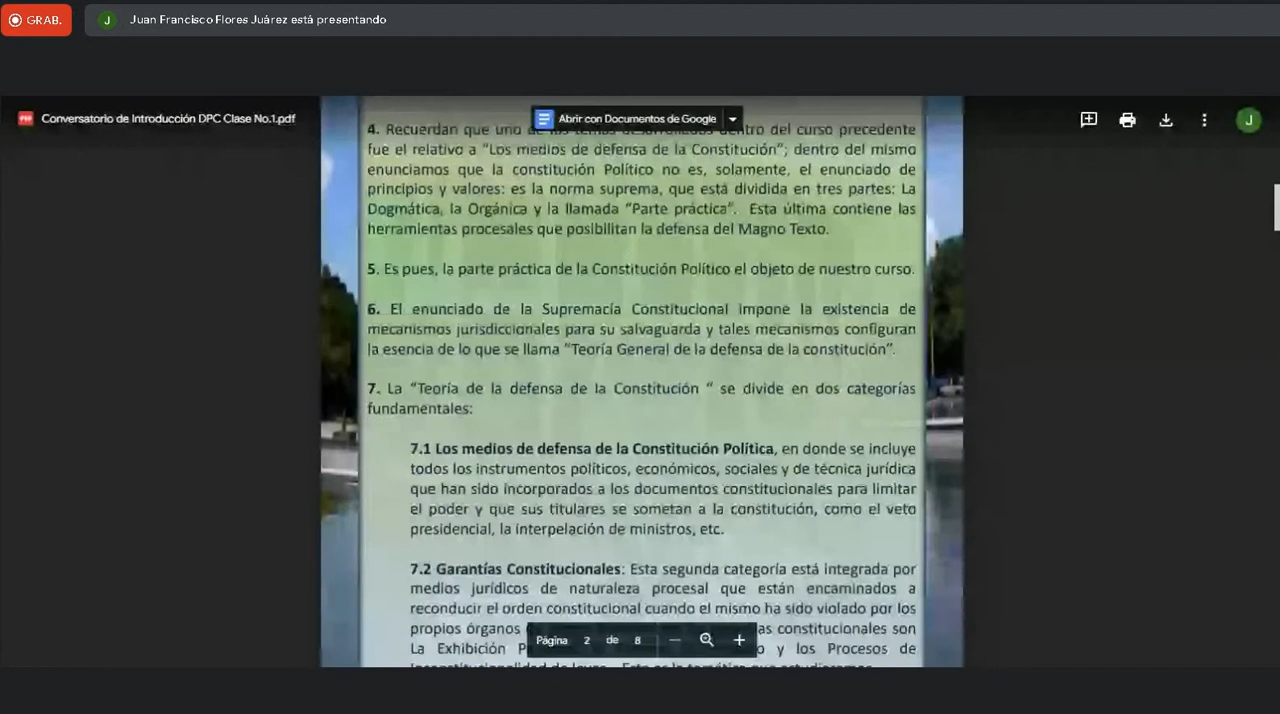 GRAB.
J
Juan Francisco Flores Juárez está presentando
Conversatorio de Introducción DPC Clase No.1.pdf
Abrir con Documentos de Google
J
4. Recuerdan que uno de los temas desarrollados dentro del curso precedente
fue el relativo a “Los medios de defensa de la Constitución”; dentro del mismo
enunciamos que la constitución Político no es, solamente, el enunciado de
principios y valores: es la norma suprema, que está dividida en tres partes: La
Dogmática, la Orgánica y la llamada “Parte práctica”. Esta última contiene las
herramientas procesales que posibilitan la defensa del Magno Texto.
5. Es pues, la parte práctica de la Constitución Político el objeto de nuestro curso.
6. El enunciado de la Supremacía Constitucional impone la existencia de
mecanismos jurisdiccionales para su salvaguarda y tales mecanismos configuran
la esencia de lo que se llama “Teoría General de la defensa de la constitución”.
7. La “Teoría de la defensa de la Constitución “ se divide en dos categorías
fundamentales:
7.1 Los medios de defensa de la Constitución Política, en donde se incluye
todos los instrumentos políticos, económicos, sociales y de técnica jurídica
que han sido incorporados a los documentos constitucionales para limitar
el poder y que sus titulares se sometan a la constitución, como el veto
presidencial, la interpelación de ministros, etc.
7.2 Garantías Constitucionales: Esta segunda categoría está integrada por
medios jurídicos de naturaleza procesal que están encaminados a
reconducir el orden constitucional cuando el mismo ha sido violado por los
propios órganos as constitucionales son
La Exhibición P o y los Procesos de
Página 2 de 8